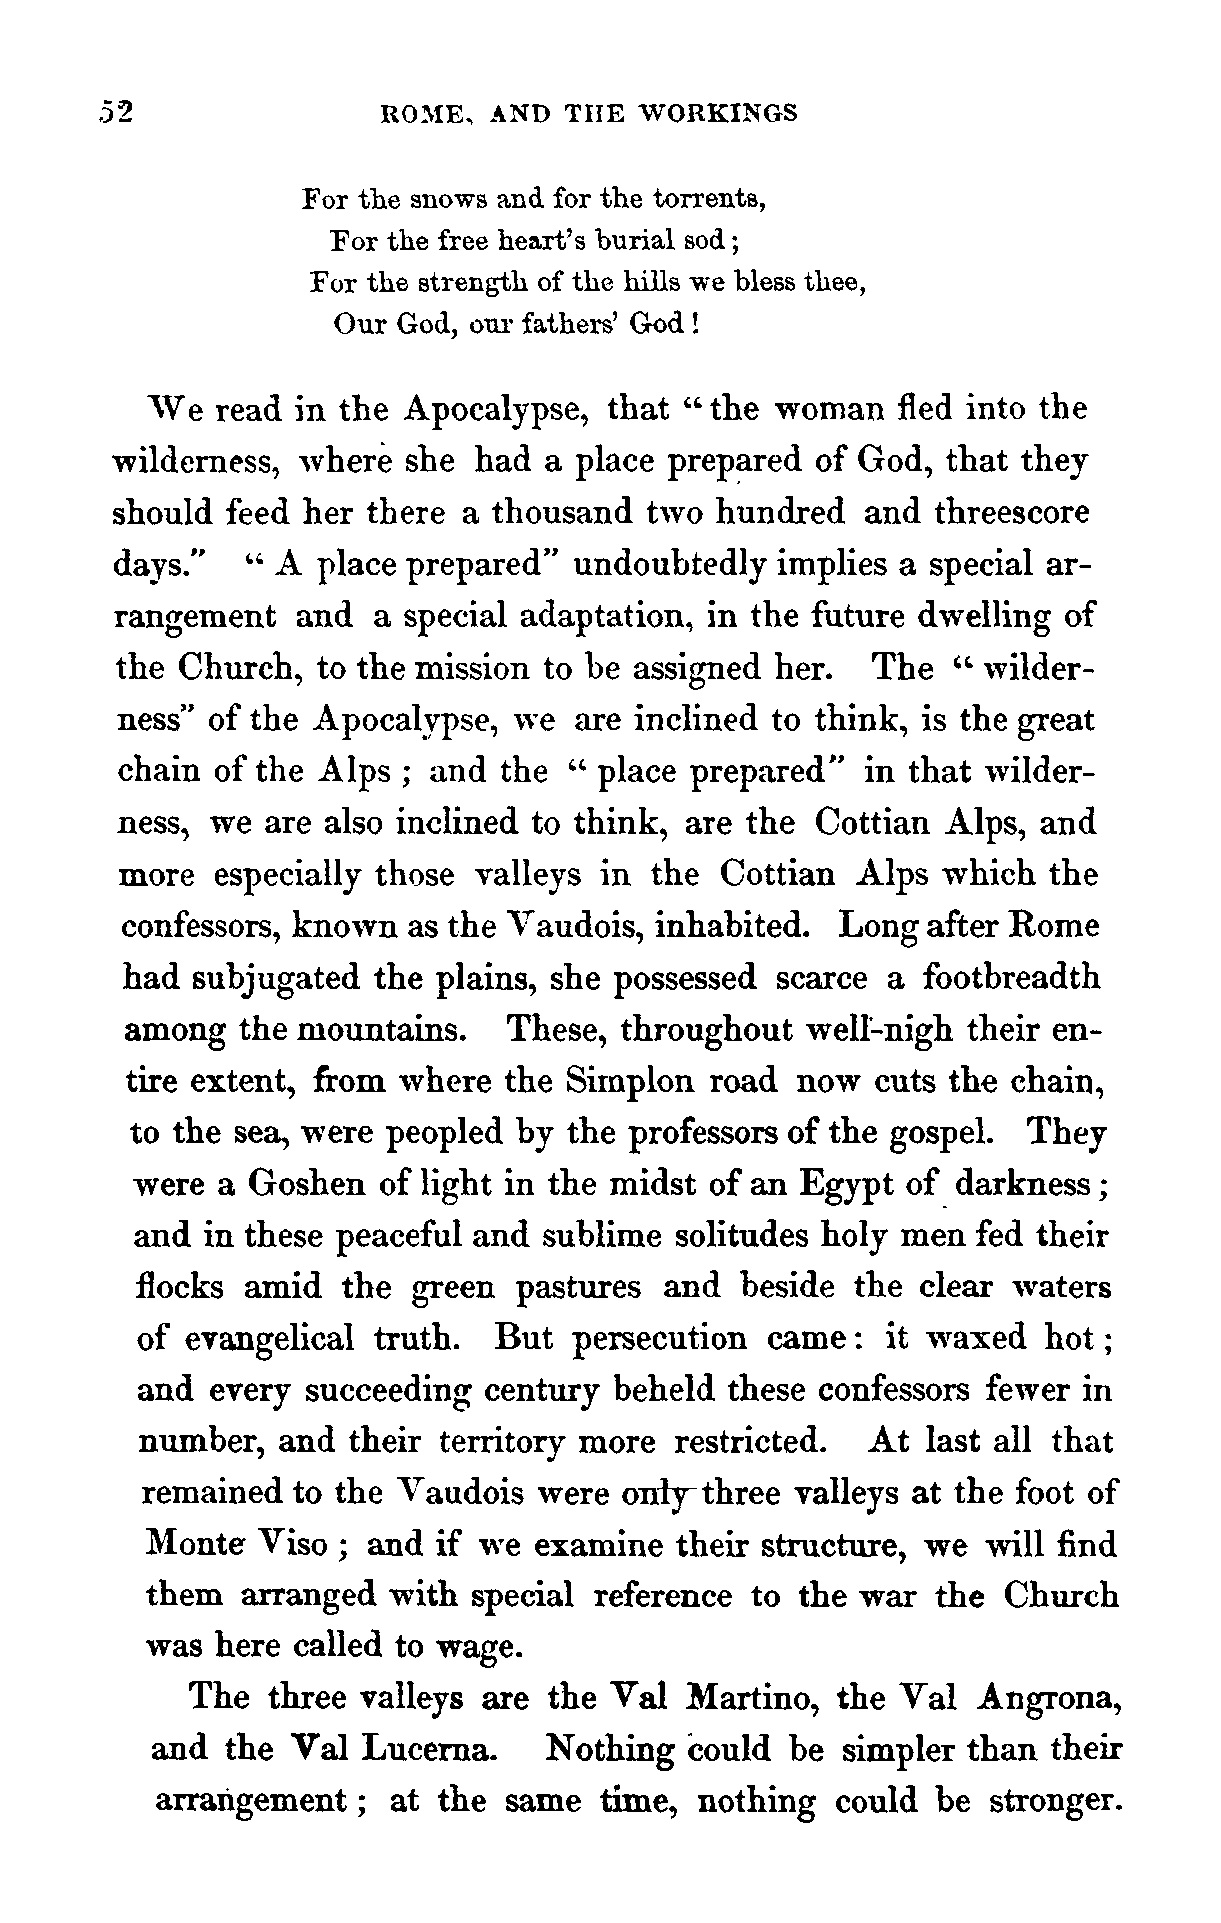 52 ROME, AND THE WORKINGS
For the snows and for the torrents,
For the free heart's burial sod;
For the strength of the hills we bless thee,
Our God, our fathers' God!
We read in the Apocalypse, that "the woman fled into the
wilderness, where she had a place prepared of God, that they
should feed her there a thousand two hundred and threescore
days." "A place prepared" undoubtedly implies a special ar-
rangement and a special adaptation, in the future dwelling of
the Church, to the mission to be assigned her. The "wilder-
ness" of the Apocalypse, we are inclined to think, is the great
chain of the Alps; and the "place prepared" in that wilder-
ness, we are also inclined to think, are the Cottian Alps, and
more especially those valleys in the Cottian Alps which the
confessors, known as the Vaudois, inhabited. Long after Rome
had subjugated the plains, she possessed scarce a footbreadth
among the mountains. These, throughout well-nigh their en-
tire extent, from where the Simplon road now cuts the chain,
to the sea, were peopled by the professors of the gospel. They
were a Goshen of light in the midst of an Egypt of darkness;
and in these peaceful and sublime solitudes holy men fed their
flocks amid the green pastures and beside the clear waters
of evangelical truth. But persecution came: it waxed hot;
and every succeeding century beheld these confessors fewer in
number, and their territory more restricted. At last all that
remained to the Vaudois were only three valleys at the foot of
Monte Viso; and if we examine their structure, we will find
them arranged with special reference to the war the Church
was here called to wage.
The three valleys are the Val Martino, the Val Angrona,
and the Val Lucerna. Nothing could be simpler than their
arrangement; at the same time, nothing could be stronger.